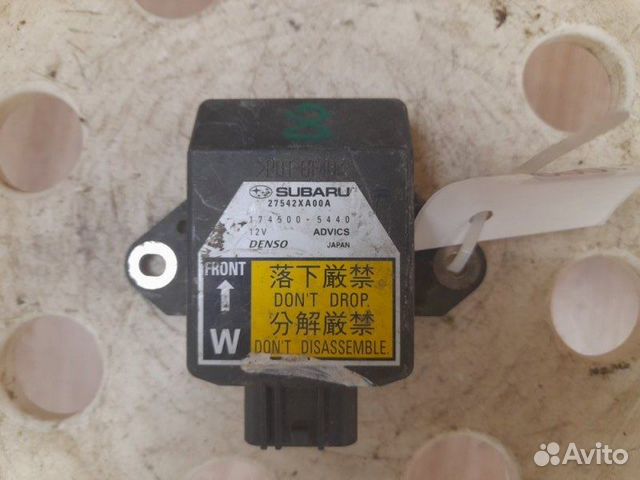 SUBARU
27542XA00A
174500-5440
12V ADVICS
DENSO JAPAN
FRONT
W
落下厳禁
DON'T DROP.
分解厳禁
DON'T DISASSEMBLE.
Avito